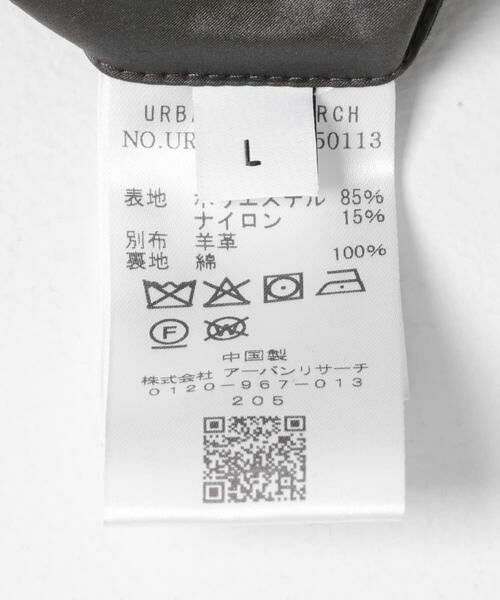 URBA RCH
NO.UR 50113
L
表地 ポリエステル 85%
ナイロン 15%
別布 羊革
裏地 綿 100%
F
W
中国製
株式会社 アーバンリサーチ
0120-967-013
205